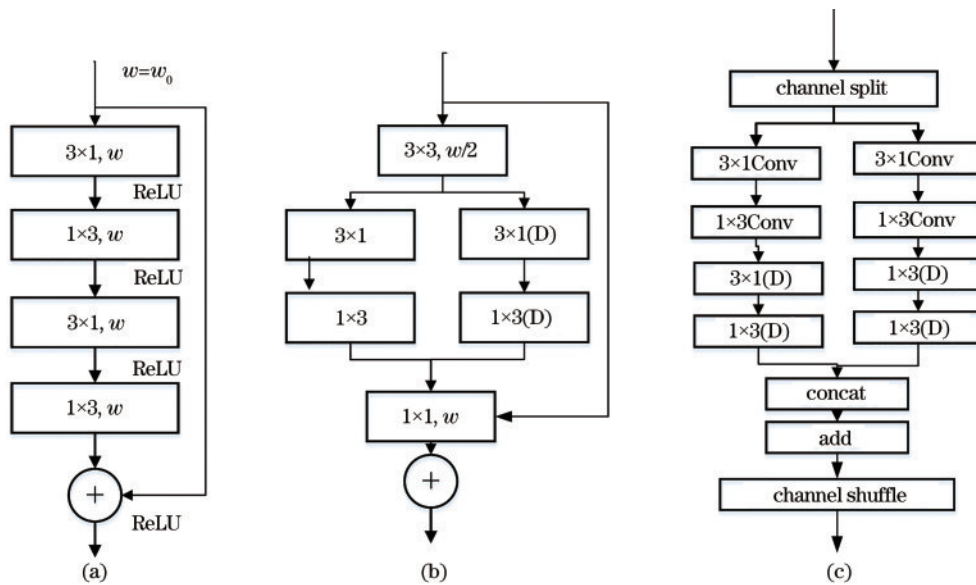 w=w₀
3×1, w
ReLU
1×3, w
ReLU
3×1, w
ReLU
1×3, w
+
ReLU
(a)
3×3, w/2
3×1
3×1(D)
1×3
1×3(D)
1×1, w
+
(b)
channel split
3×1Conv
3×1Conv
1×3Conv
1×3Conv
3×1(D)
1×3(D)
1×3(D)
1×3(D)
concat
add
channel shuffle
(c)